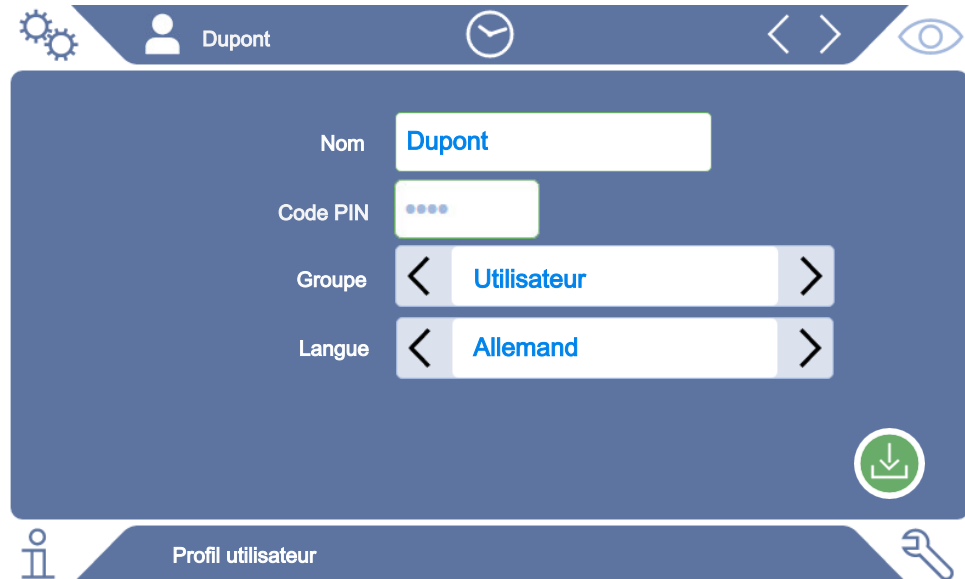 Dupont
Nom
Dupont
Code PIN
••••
Groupe
Utilisateur
Langue
Allemand
Profil utilisateur